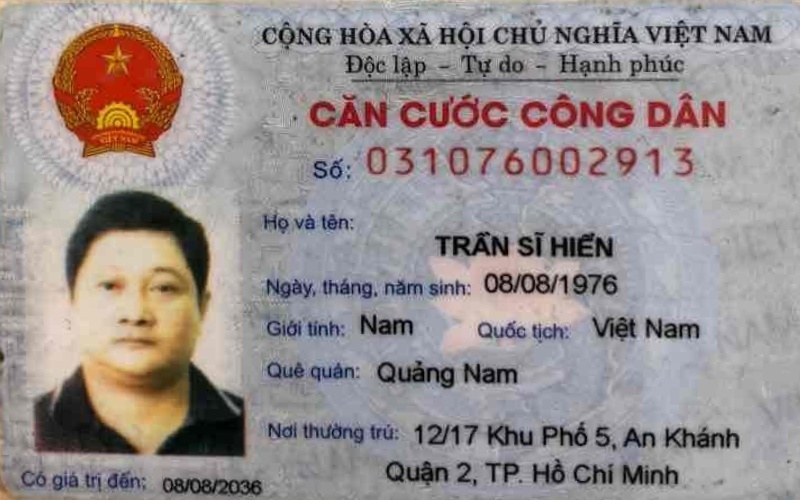 CỘNG HÒA XÃ HỘI CHỦ NGHĨA VIỆT NAM
Độc lập - Tự do - Hạnh phúc
CĂN CƯỚC CÔNG DÂN
Số: 031076002913
Họ và tên:
TRẦN SĨ HIỂN
Ngày, tháng, năm sinh: 08/08/1976
Giới tính: Nam Quốc tịch: Việt Nam
Quê quán: Quảng Nam
Nơi thường trú: 12/17 Khu Phố 5, An Khánh
Quận 2, TP. Hồ Chí Minh
Có giá trị đến: 08/08/2036